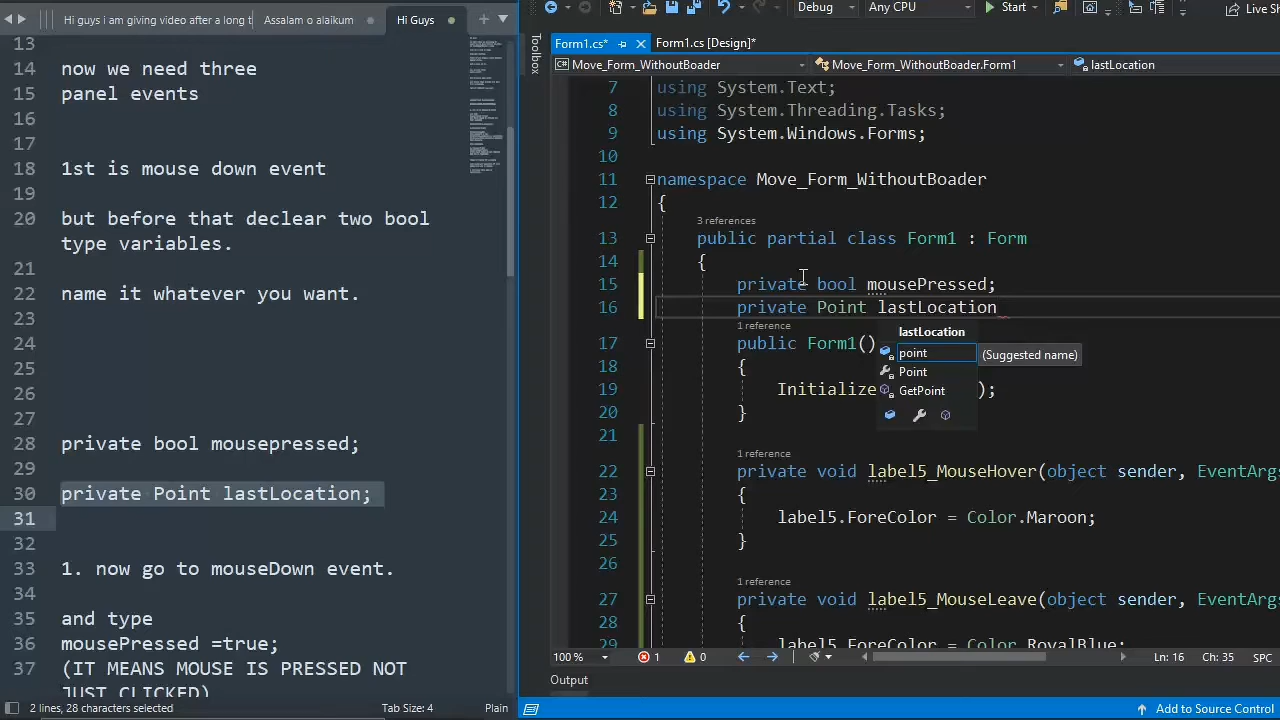 Hi guys i am giving video after a long t
Assalam o alaikum
Hi Guys
13
14 now we need three
15 panel events
16
17
18 1st is mouse down event
19
20 but before that declear two bool
type variables.
21
22 name it whatever you want.
23
24
25
26
27
28 private bool mousepressed;
29
30 private Point lastLocation;
31
32
33 1. now go to mouseDown event.
34
35 and type
36 mousePressed =true;
37 (IT MEANS MOUSE IS PRESSED NOT
JUST CLICKED)
2 lines, 28 characters selected
Tab Size: 4
Plain
Debug
Any CPU
Start
Live Sh
Toolbox
Form1.cs*
Form1.cs [Design]*
Move_Form_WithoutBoader
Move_Form_WithoutBoader.Form1
lastLocation
7 using System.Text;
8 using System.Threading.Tasks;
9 using System.Windows.Forms;
10
11 namespace Move_Form_WithoutBoader
12 {
3 references
13 public partial class Form1 : Form
14 {
15 private bool mousePressed;
16 private Point lastLocation
1 reference
17 public Form1()
18 {
19 Initialize );
20 }
21
lastLocation
point
(Suggested name)
Point
GetPoint
1 reference
22 private void label5_MouseHover(object sender, EventArgs
23 {
24 label5.ForeColor = Color.Maroon;
25 }
26
1 reference
27 private void label5_MouseLeave(object sender, EventArgs
28 {
29 label5.ForeColor = Color.RoyalBlue;
100 %
1
0
Ln: 16
Ch: 35
SPC
Output
Add to Source Control